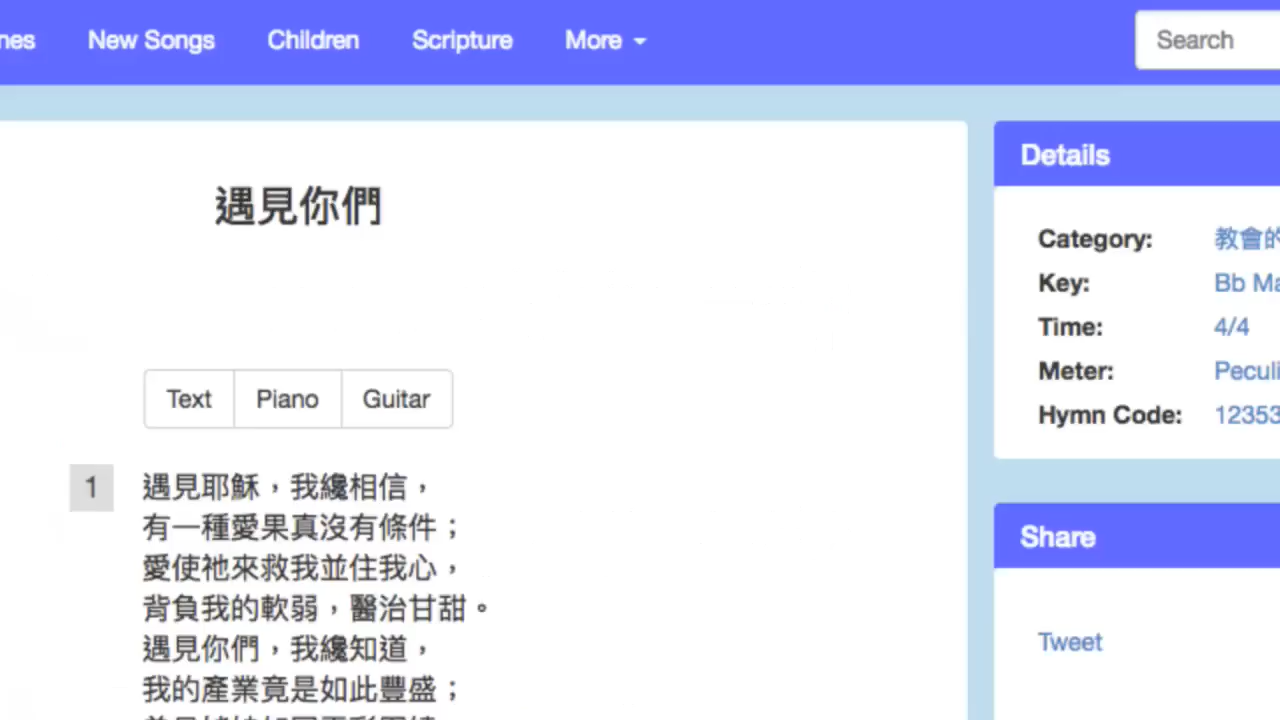 New Songs
Children
Scripture
More
Search
遇見你們
Text
Piano
Guitar
1
遇見耶穌，我纔相信，
有一種愛果真沒有條件；
愛使祂來救我並住我心，
背負我的軟弱，醫治甘甜。
遇見你們，我纔知道，
我的產業竟是如此豐盛；
Details
Category: 教會的
Key: Bb
Time: 4/4
Meter:
Hymn Code: 12353
Share
Tweet